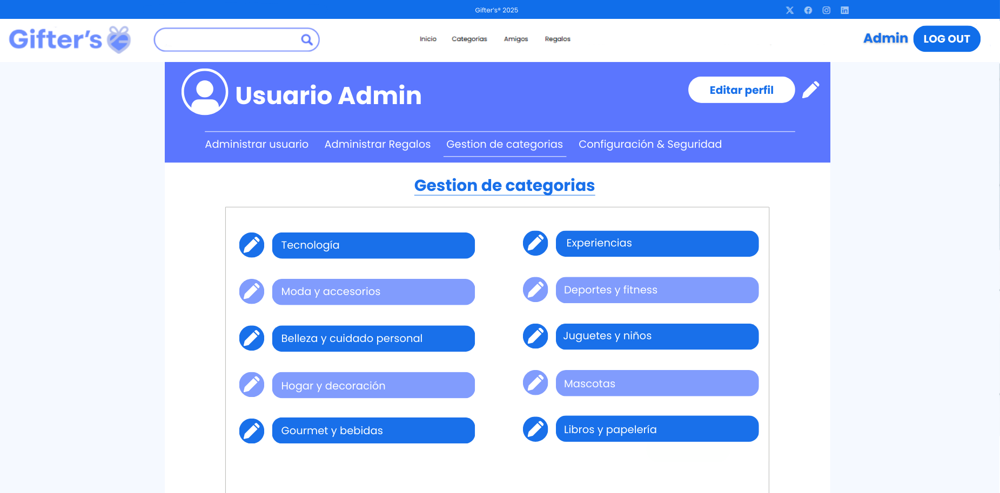 Gifter's® 2025
Gifter's
Inicio Categorías Amigos Regalos
Admin LOG OUT
Usuario Admin
Editar perfil
Administrar usuario Administrar Regalos Gestion de categorias Configuración & Seguridad
Gestion de categorias
Tecnología Experiencias
Moda y accesorios Deportes y fitness
Belleza y cuidado personal Juguetes y niños
Hogar y decoración Mascotas
Gourmet y bebidas Libros y papelería